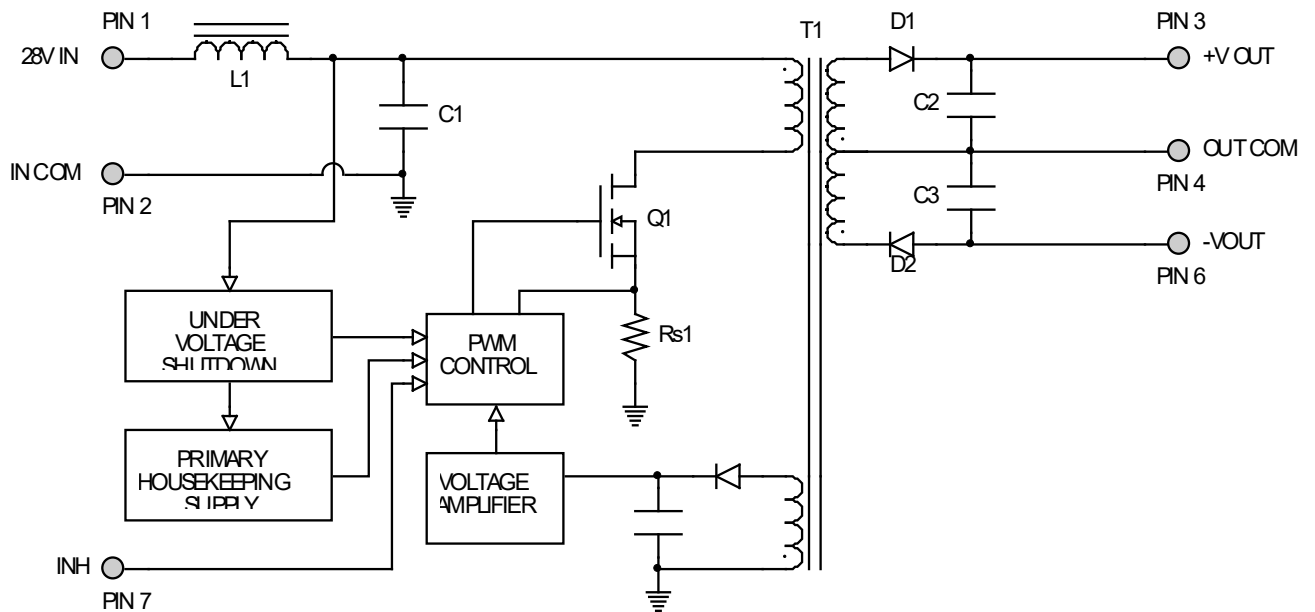 PIN 1
28V IN
L1
C1
IN COM
PIN 2
T1
D1
PIN 3
+V OUT
C2
OUT COM
PIN 4
C3
Q1
D2
-VOUT
PIN 6
UNDER
VOLTAGE
SHUTDOWN
PWM
CONTROL
Rs1
PRIMARY
HOUSEKEEPING
SUPPLY
VOLTAGE
AMPLIFIER
INH
PIN 7